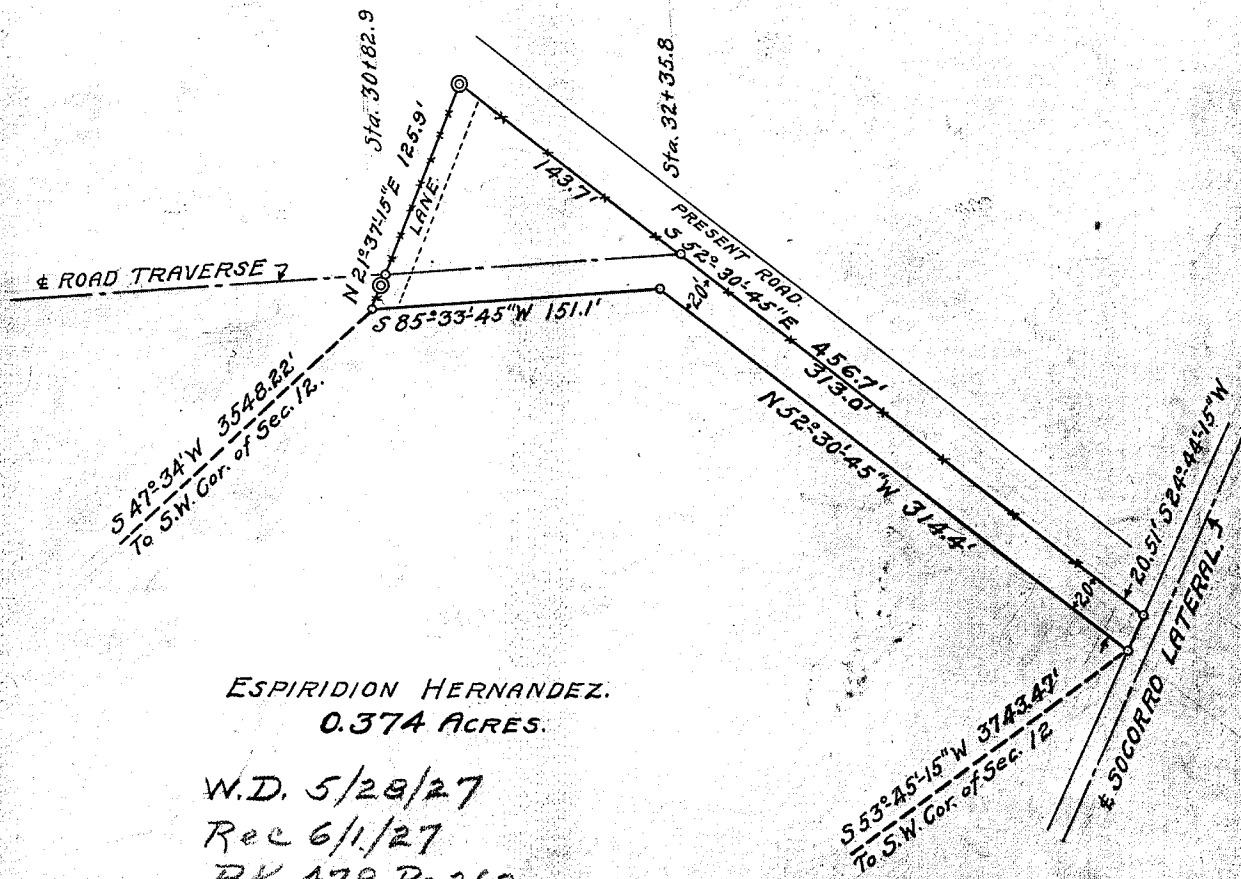 Sta. 30+82.9
Sta. 32+35.8
N 21°-37'-15" E 125.9'
LANE.
143.7'
PRESENT ROAD.
S 52°-30'-45" E 456.7'
313.0'
℄ ROAD TRAVERSE
20'
S 85°-33'-45" W 151.1'
S 47°-34' W 3548.22'
To S.W. Cor. of Sec. 12.
N 52°-30'-45" W 314.4'
20'
20.51' S 24°-44'-15" W
℄ SOCORRO LATERAL.
S 53°-45'-15" W 3743.47'
To S.W. Cor. of Sec. 12
ESPIRIDION HERNANDEZ.
0.374 ACRES.
W.D. 5/28/27
Rec 6/1/27
BK 478